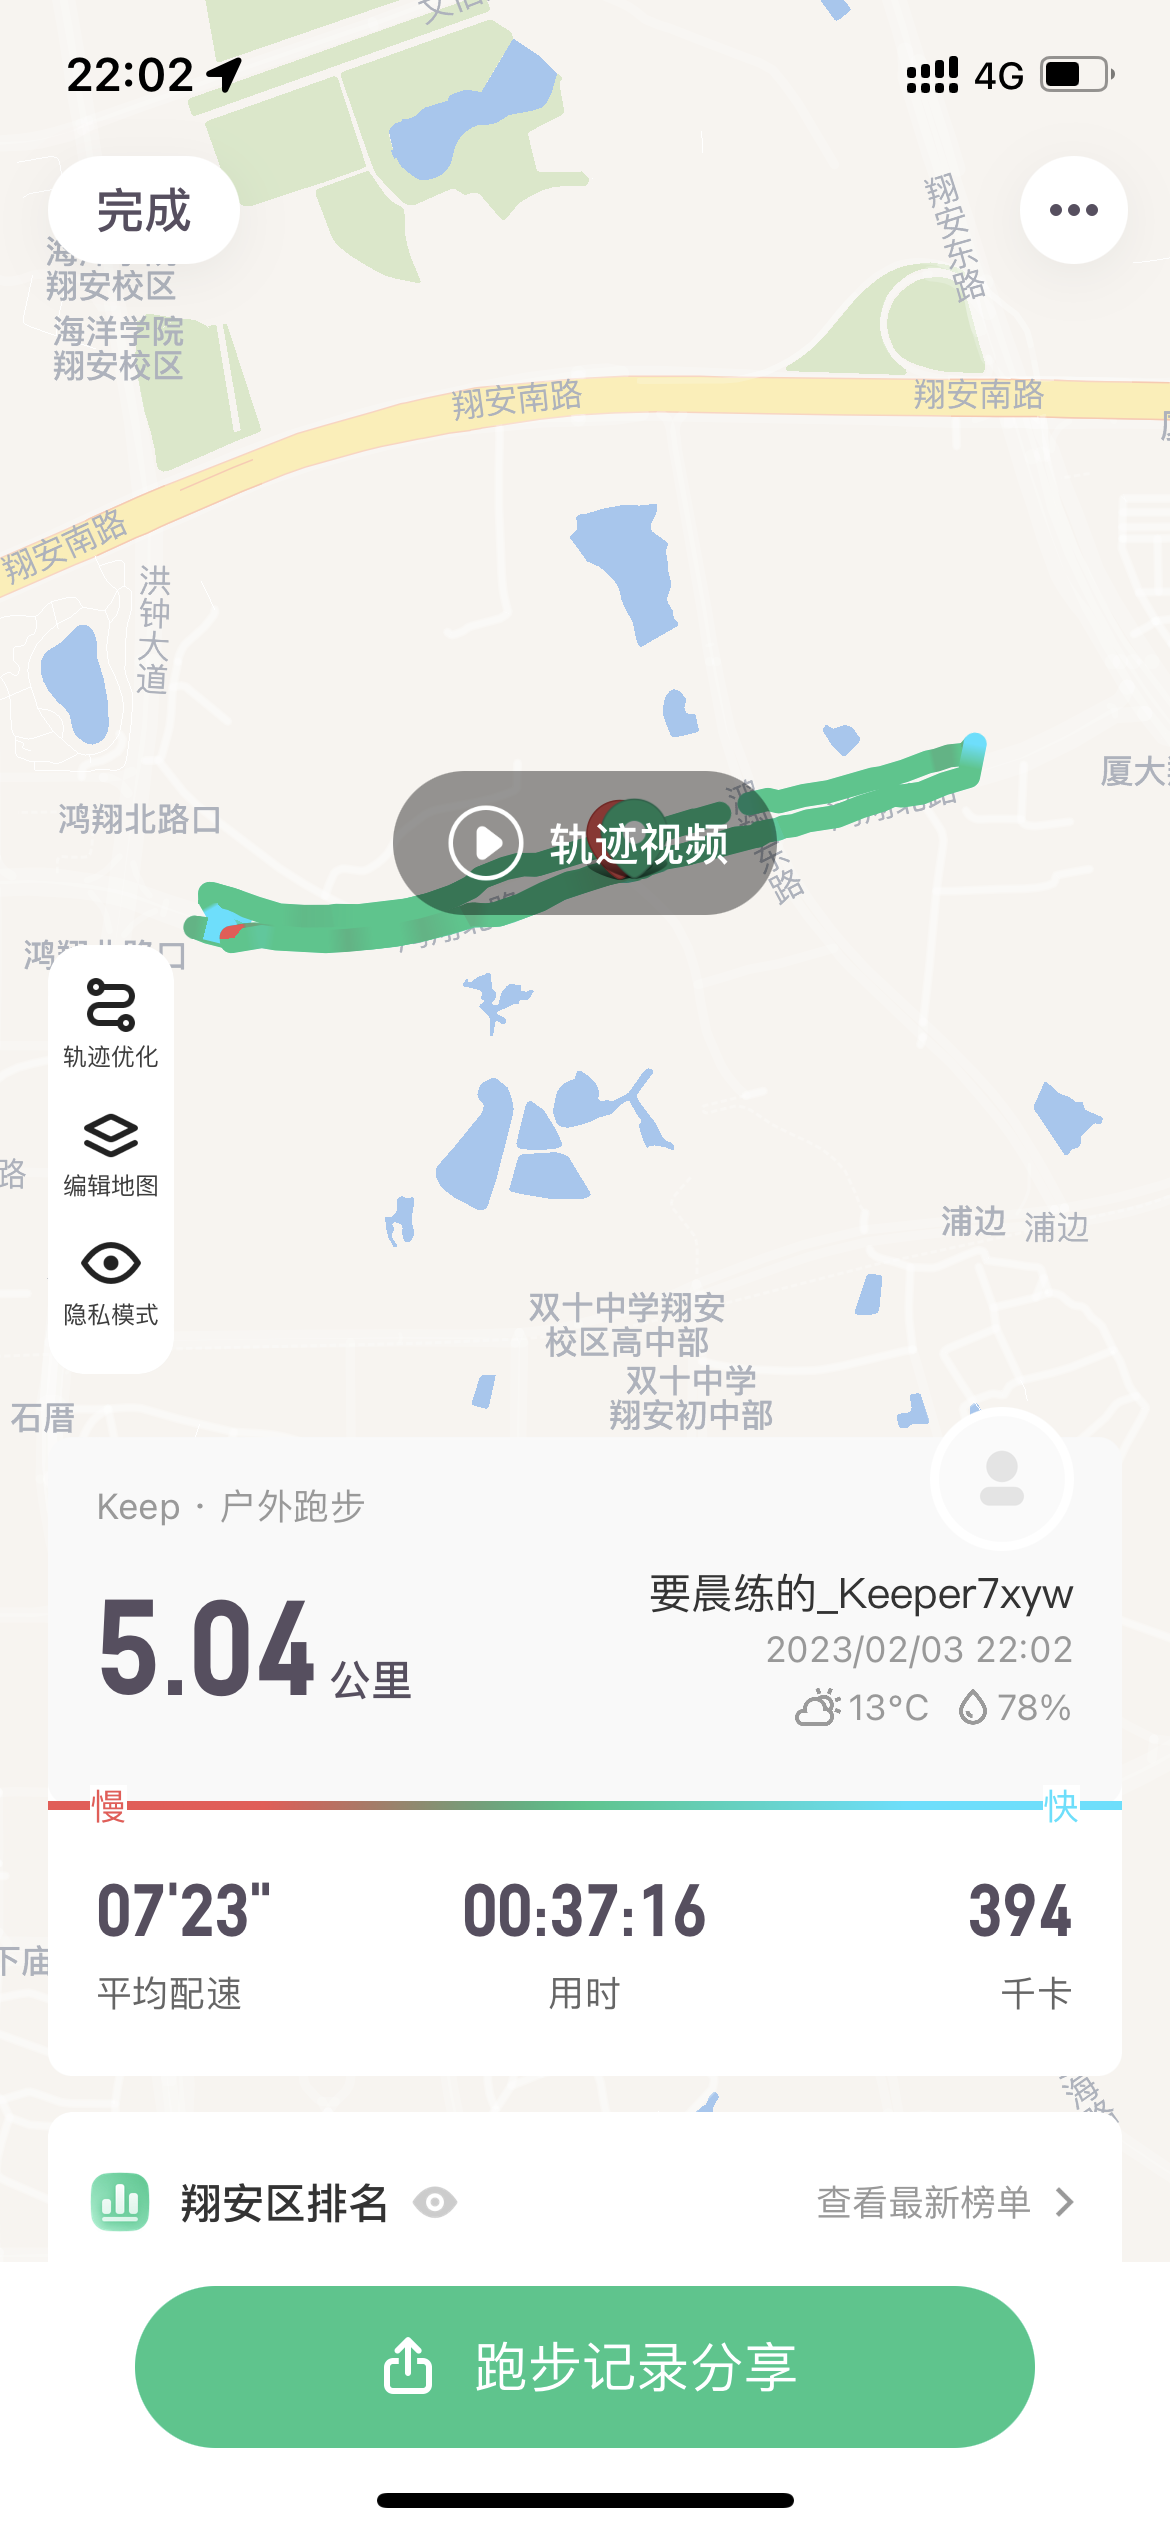 22:02
4G
完成
翔安东路
翔安校区
海洋学院
翔安校区
翔安南路
翔安南路
翔安南路
洪钟大道
厦大
鸿翔北路口
轨迹视频
东路
轨迹优化
编辑地图
路
浦边 浦边
隐私模式
双十中学翔安
校区高中部
双十中学
翔安初中部
石厝
Keep · 户外跑步
要晨练的_Keeper7xyw
5.04 公里
2023/02/03 22:02
13°C 78%
慢 快
07'23" 00:37:16 394
平均配速 用时 千卡
下庙
翔安区排名 查看最新榜单
跑步记录分享